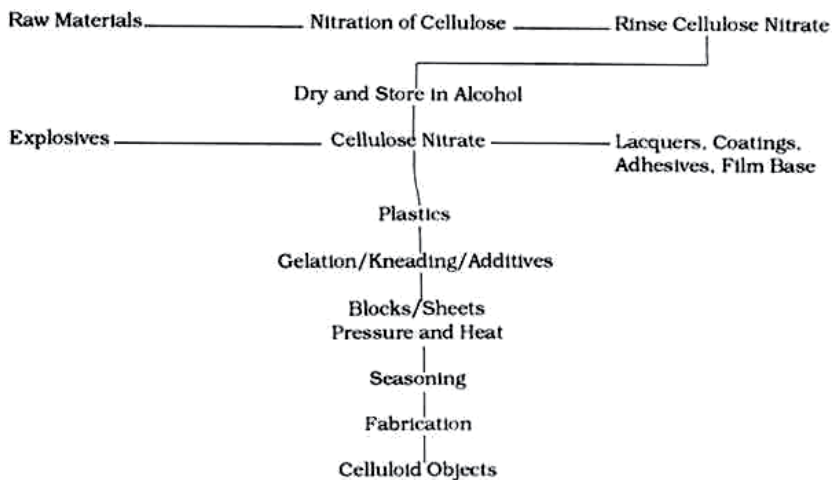 Raw Materials Nitration of Cellulose Rinse Cellulose Nitrate
Dry and Store in Alcohol
Explosives Cellulose Nitrate Lacquers, Coatings,
Adhesives, Film Base
Plastics
Gelation/Kneading/Additives
Blocks/Sheets
Pressure and Heat
Seasoning
Fabrication
Celluloid Objects